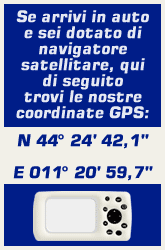 Se arrivi in auto
e sei dotato di
navigatore
satellitare, qui
di seguito
trovi le nostre
coordinate GPS:
N 44° 24' 42,1"
E 011° 20' 59,7"